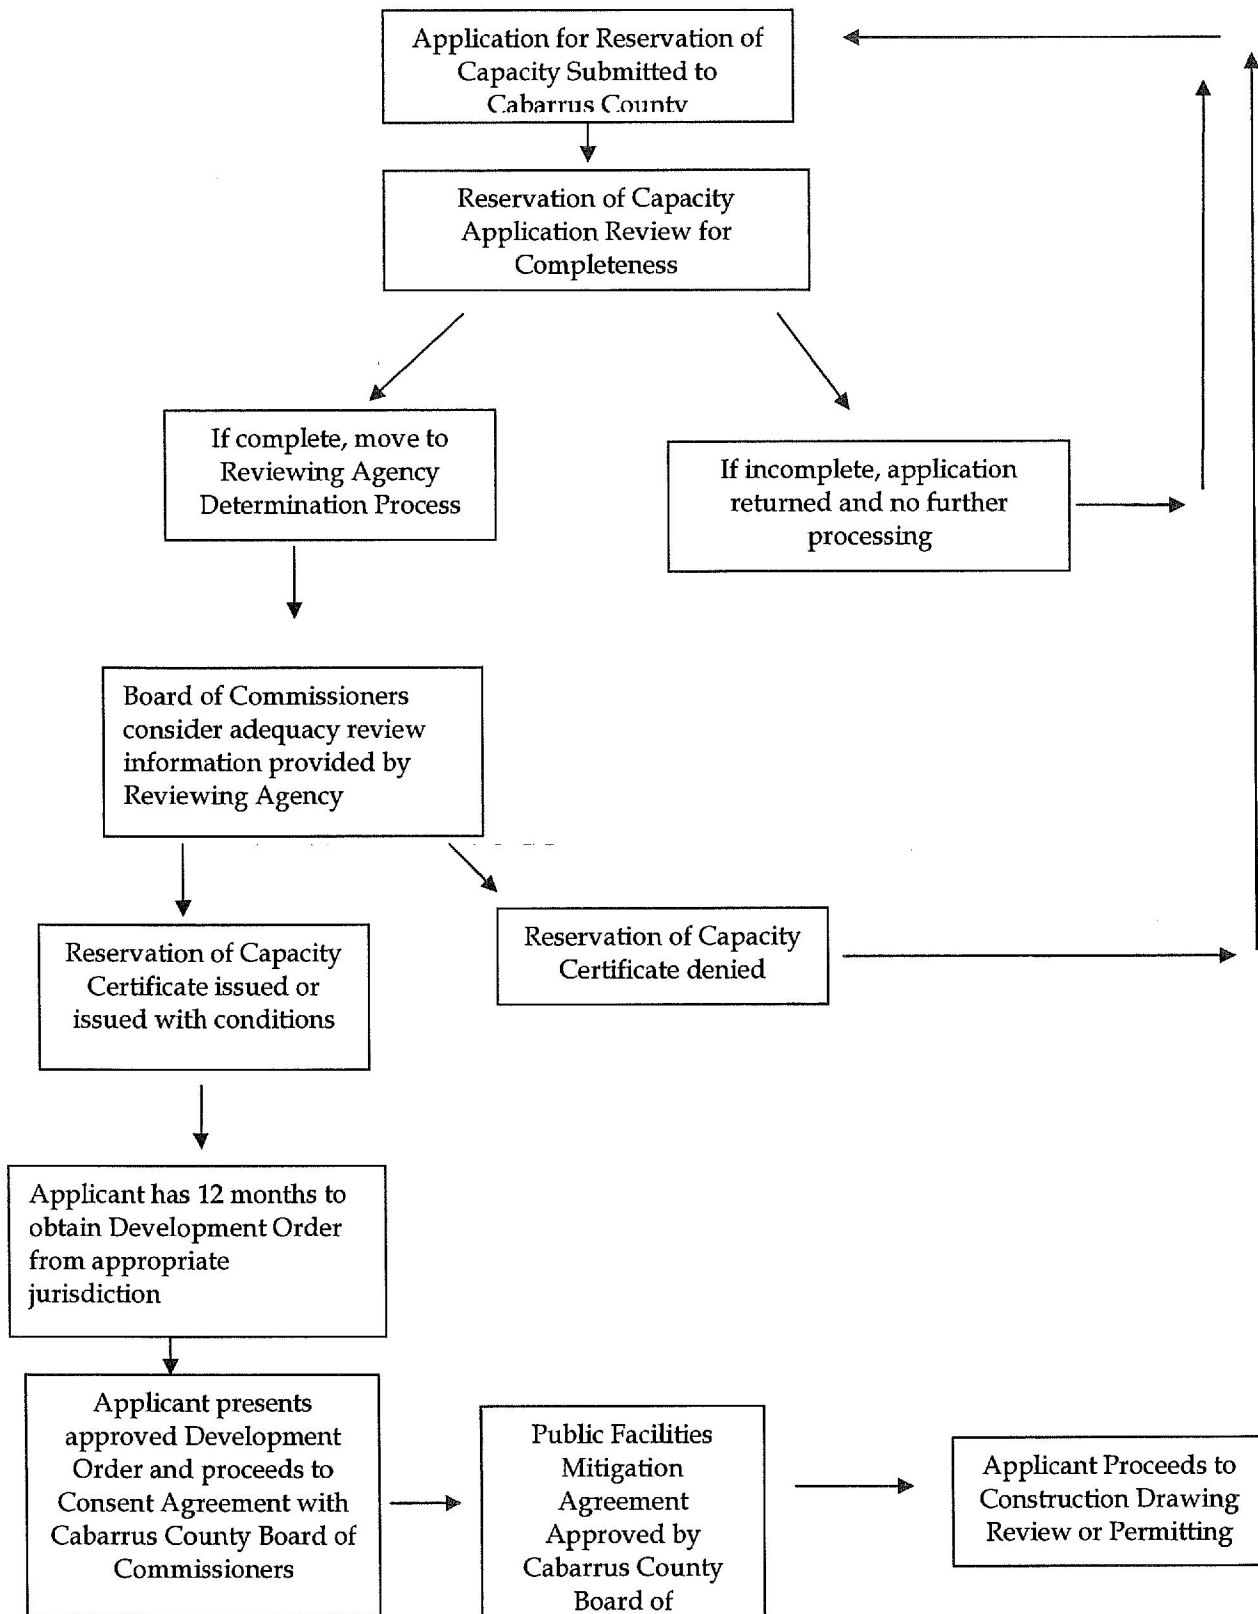 Application for Reservation of
Capacity Submitted to
Cabarrus County
Reservation of Capacity
Application Review for
Completeness
If complete, move to
Reviewing Agency
Determination Process
If incomplete, application
returned and no further
processing
Board of Commissioners
consider adequacy review
information provided by
Reviewing Agency
Reservation of Capacity
Certificate issued or
issued with conditions
Reservation of Capacity
Certificate denied
Applicant has 12 months to
obtain Development Order
from appropriate
jurisdiction
Applicant presents
approved Development
Order and proceeds to
Consent Agreement with
Cabarrus County Board of
Commissioners
Public Facilities
Mitigation
Agreement
Approved by
Cabarrus County
Board of
Applicant Proceeds to
Construction Drawing
Review or Permitting